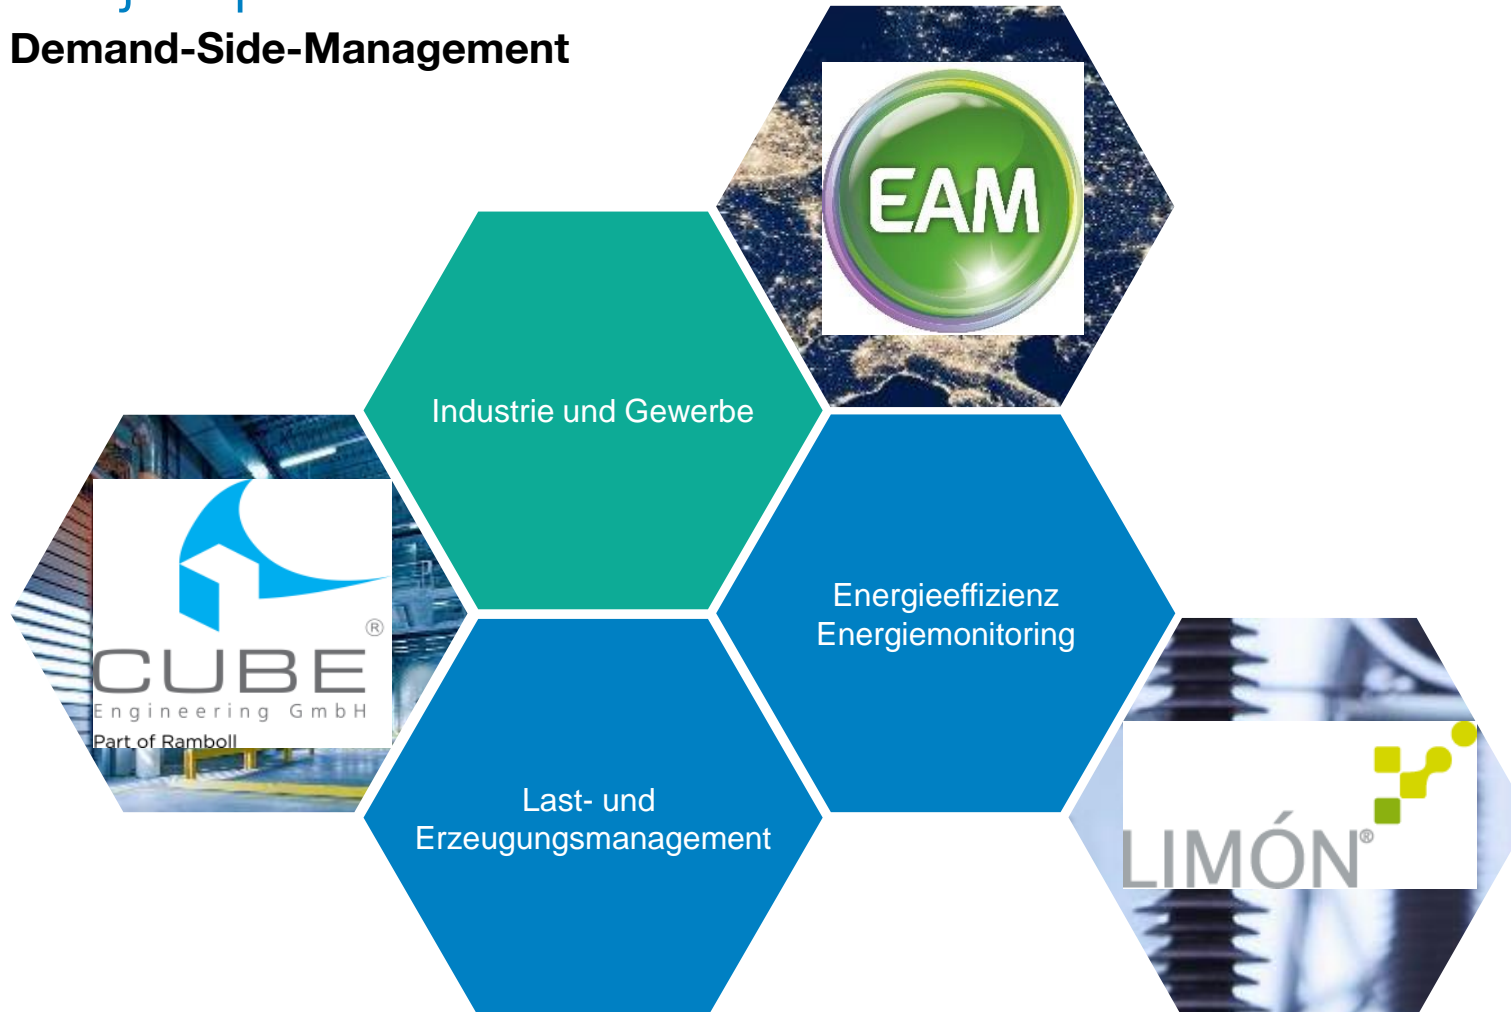 Demand-Side-Management
EAM
Industrie und Gewerbe
CUBE
®
Engineering GmbH
Part of Ramboll
Energieeffizienz
Energiemonitoring
Last- und
Erzeugungsmanagement
LIMÓN®